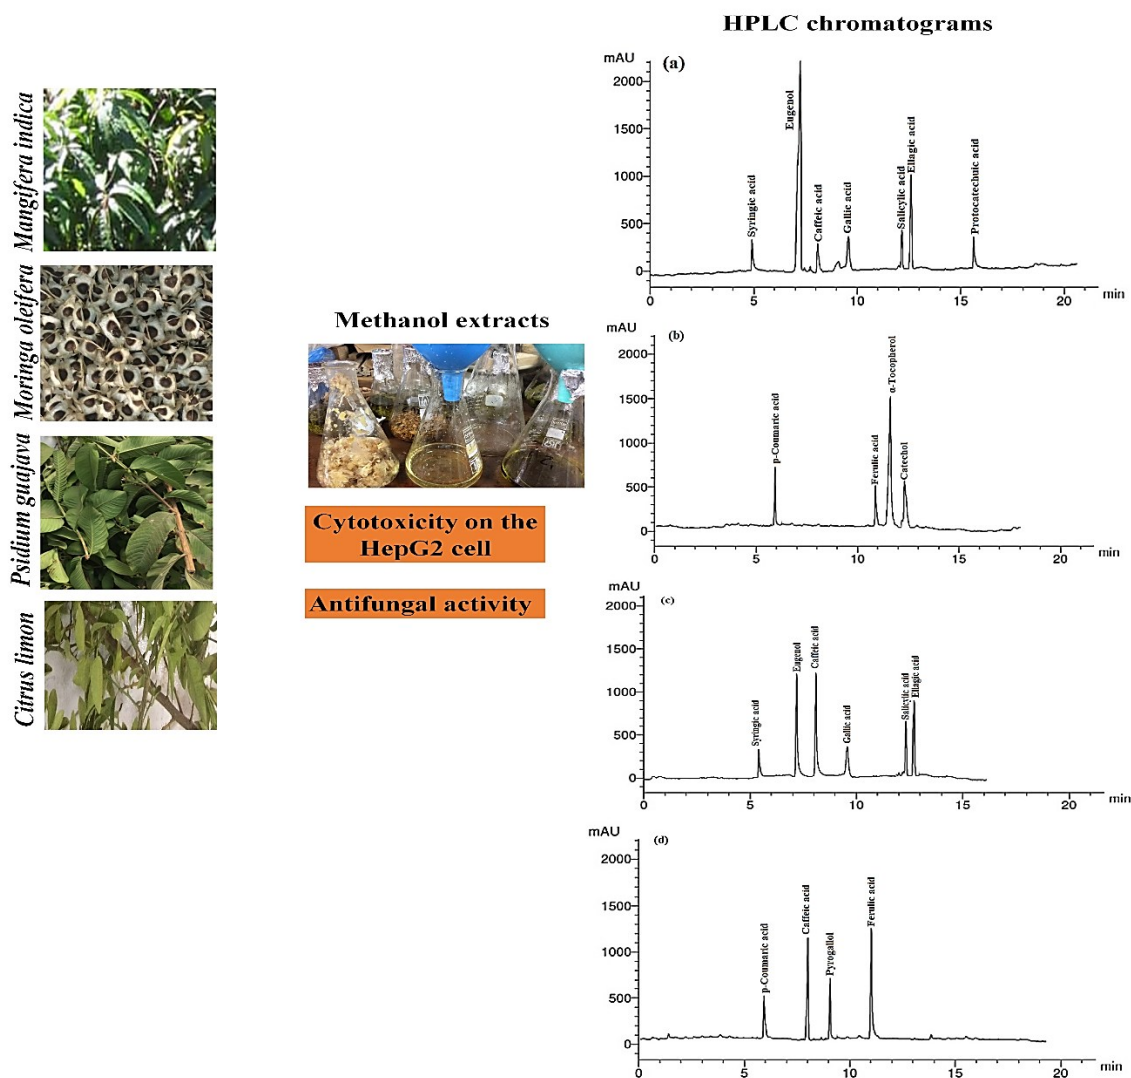 HPLC chromatograms
Mangifera indica
Moringa oleifera
Psidium guajava
Citrus limon
Methanol extracts
Cytotoxicity on the
HepG2 cell
Antifungal activity
mAU
(a)
2000
1500
1000
500
0
Syringic acid
Eugenol
Caffeic acid
Gallic acid
Salicylic acid
Ellagic acid
Protocatechuic acid
0 5 10 15 20 min
mAU
(b)
2000
1500
1000
500
0
p-Coumaric acid
Ferulic acid
α-Tocopherol
Catechol
0 5 10 15 20 min
mAU
(c)
2000
1500
1000
500
0
Syringic acid
Eugenol
Caffeic acid
Gallic acid
Salicylic acid
Ellagic acid
0 5 10 15 20 min
mAU
(d)
2000
1500
1000
500
0
p-Coumaric acid
Caffeic acid
Pyrogallol
Ferulic acid
0 5 10 15 20 min